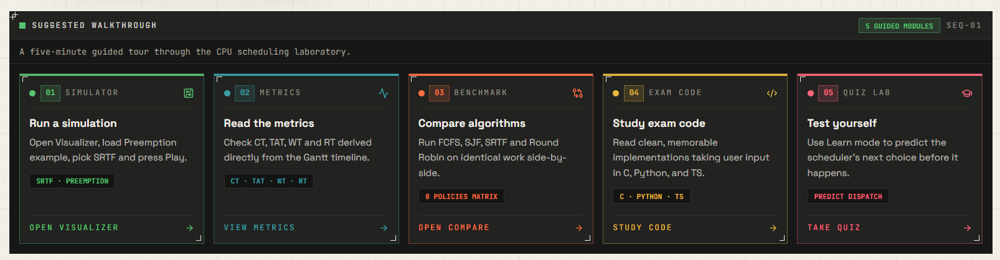 SUGGESTED WALKTHROUGH
5 GUIDED MODULES
SEQ-01
A five-minute guided tour through the CPU scheduling laboratory.
01 SIMULATOR
Run a simulation
Open Visualizer, load Preemption
example, pick SRTF and press Play.
SRTF · PREEMPTION
OPEN VISUALIZER →
02 METRICS
Read the metrics
Check CT, TAT, WT and RT derived
directly from the Gantt timeline.
CT · TAT · WT · RT
VIEW METRICS →
03 BENCHMARK
Compare algorithms
Run FCFS, SJF, SRTF and Round
Robin on identical work side-by-
side.
8 POLICIES MATRIX
OPEN COMPARE →
04 EXAM CODE
Study exam code
Read clean, memorable
implementations taking user input
in C, Python, and TS.
C · PYTHON · TS
STUDY CODE →
05 QUIZ LAB
Test yourself
Use Learn mode to predict the
scheduler's next choice before it
happens.
PREDICT DISPATCH
TAKE QUIZ →